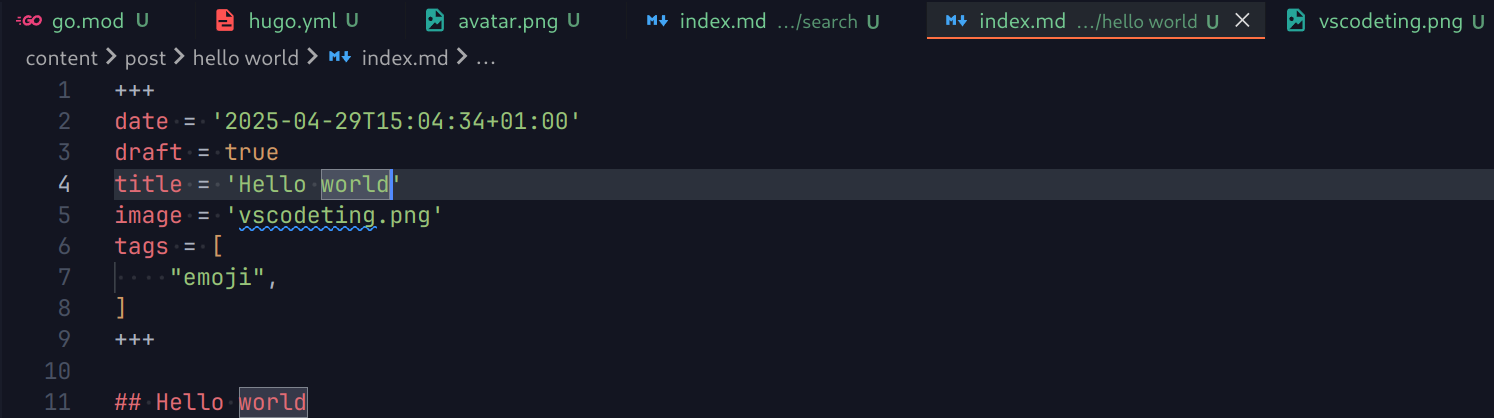 GO go.mod U hugo.yml U avatar.png U index.md .../search U index.md .../hello world U vscodeting.png U
content > post > hello world > index.md > ...
1 +++
2 date = '2025-04-29T15:04:34+01:00'
3 draft = true
4 title = 'Hello world'
5 image = 'vscodeting.png'
6 tags = [
7     "emoji",
8 ]
9 +++
10
11 ## Hello world